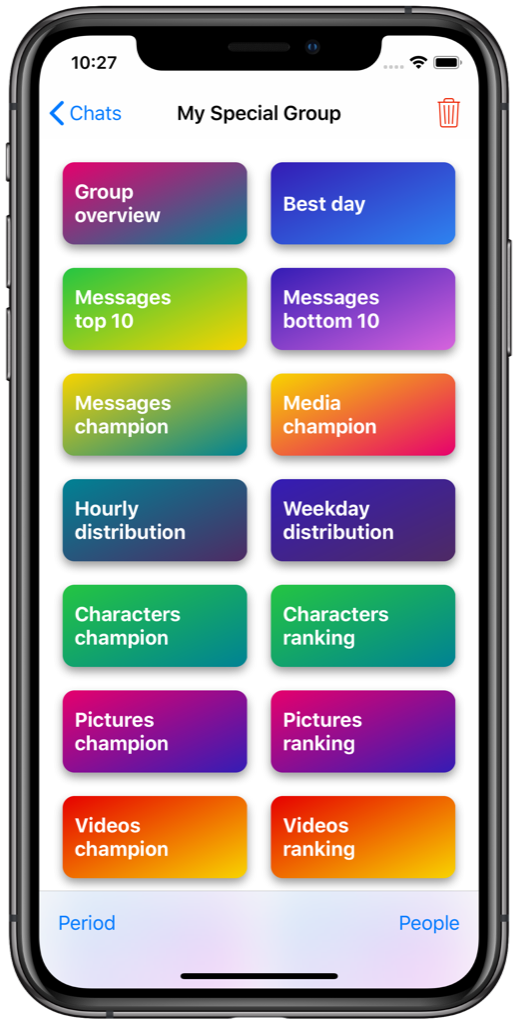 10:27
Chats
My Special Group
Group
overview
Best day
Messages
top 10
Messages
bottom 10
Messages
champion
Media
champion
Hourly
distribution
Weekday
distribution
Characters
champion
Characters
ranking
Pictures
champion
Pictures
ranking
Videos
champion
Videos
ranking
Period
People